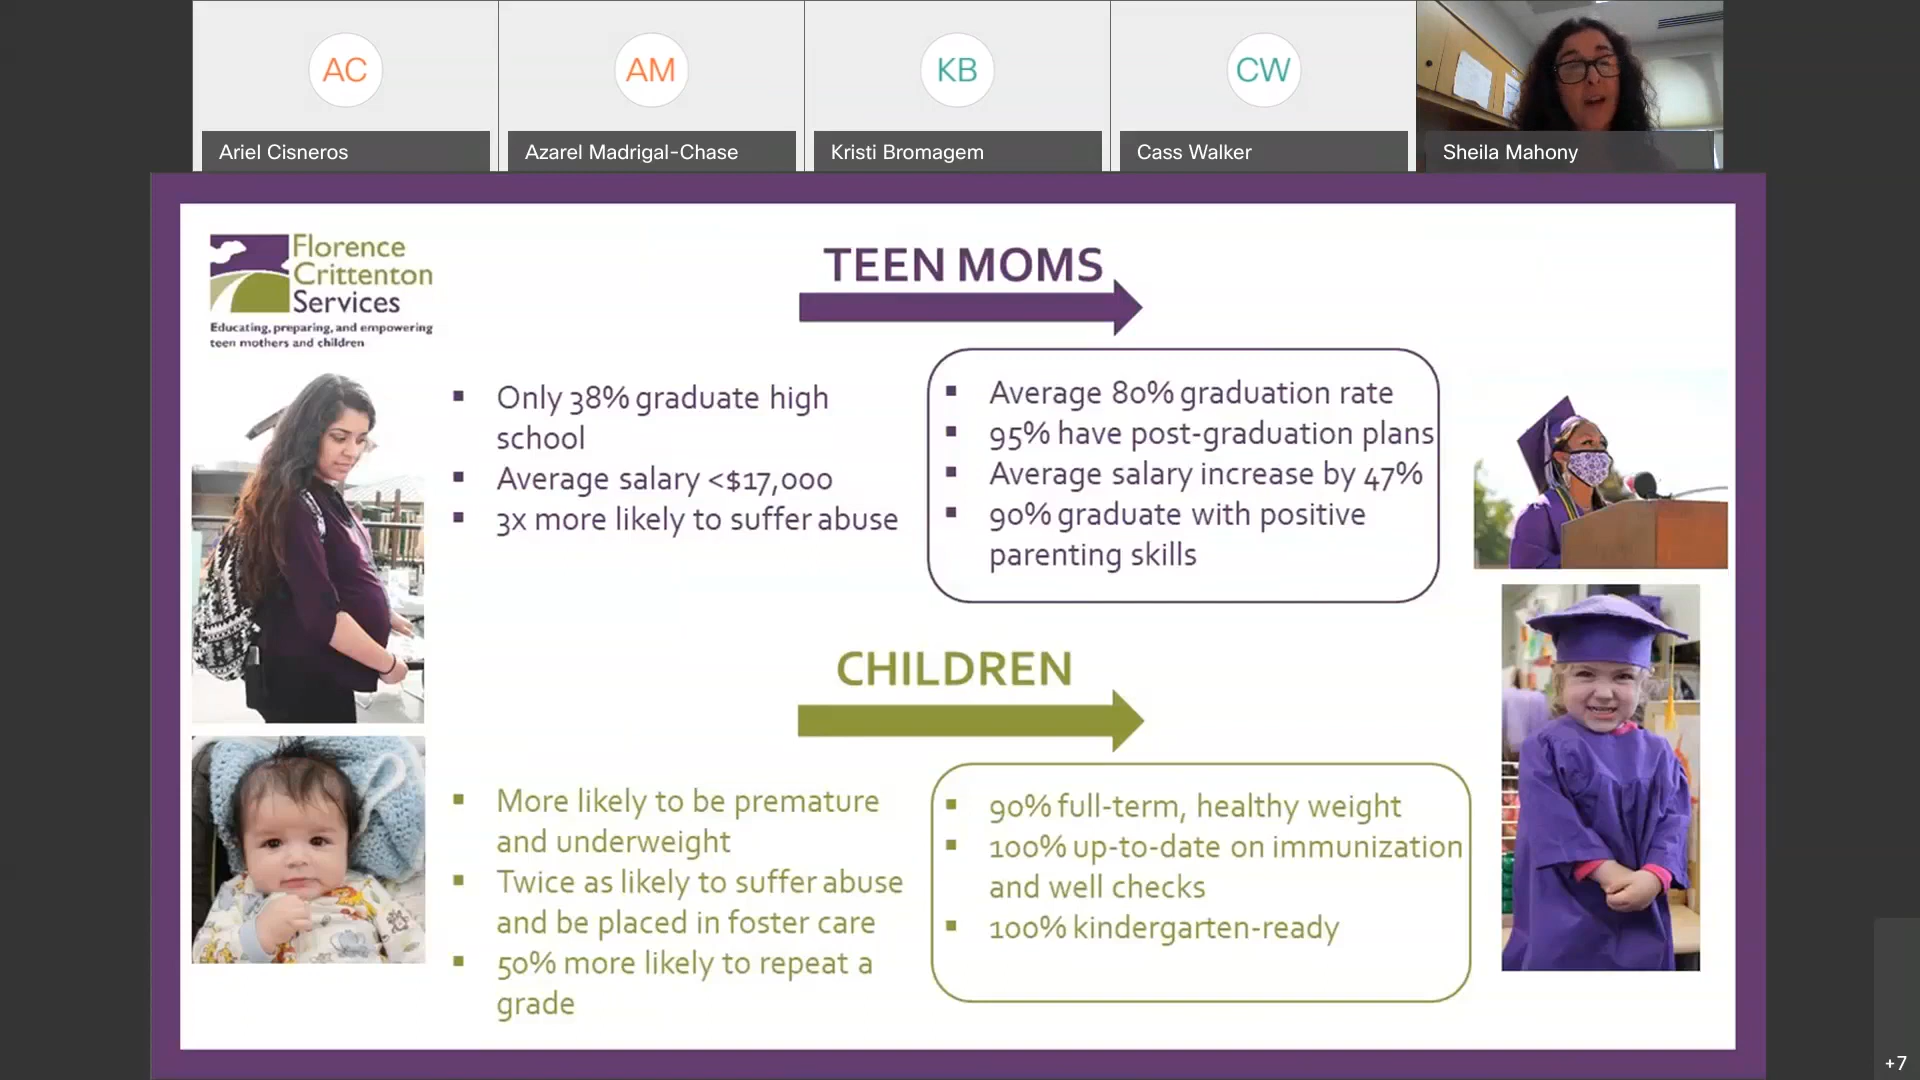 AC
AM
KB
CW
Ariel Cisneros
Azarel Madrigal-Chase
Kristi Bromagem
Cass Walker
Sheila Mahony
Florence
Crittenton
Services
Educating, preparing, and empowering
teen mothers and children
TEEN MOMS
Only 38% graduate high
school
Average salary <$17,000
3x more likely to suffer abuse
Average 80% graduation rate
95% have post-graduation plans
Average salary increase by 47%
90% graduate with positive
parenting skills
CHILDREN
More likely to be premature
and underweight
Twice as likely to suffer abuse
and be placed in foster care
50% more likely to repeat a
grade
90% full-term, healthy weight
100% up-to-date on immunization
and well checks
100% kindergarten-ready
+7